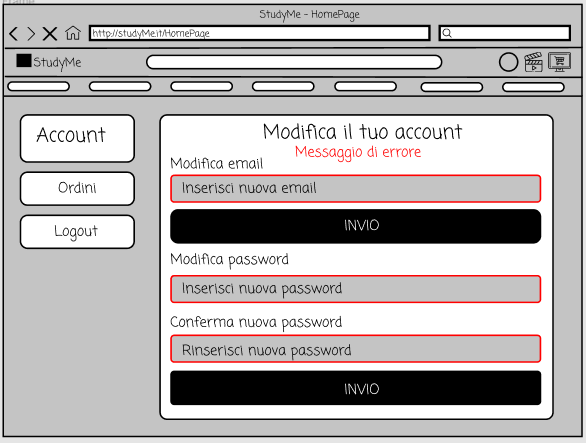 Frame
StudyMe - HomePage
http://studyMe.it/HomePage
StudyMe
Account
Ordini
Logout
Modifica il tuo account
Messaggio di errore
Modifica email
Inserisci nuova email
INVIO
Modifica password
Inserisci nuova password
Conferma nuova password
Rinserisci nuova password
INVIO